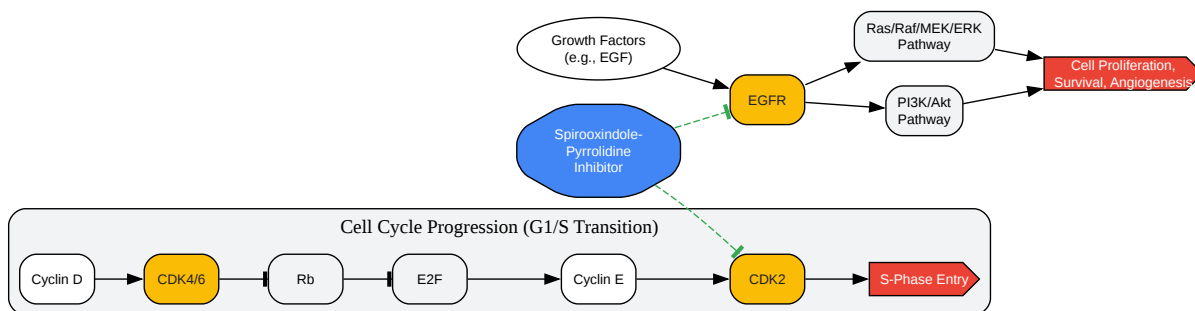 Growth Factors
(e.g., EGF)
EGFR
Ras/Raf/MEK/ERK
Pathway
PI3K/Akt
Pathway
Cell Proliferation,
Survival, Angiogenesis
Spirooxindole-
Pyrrolidine
Inhibitor
Cell Cycle Progression (G1/S Transition)
Cyclin D
CDK4/6
Rb
E2F
Cyclin E
CDK2
S-Phase Entry